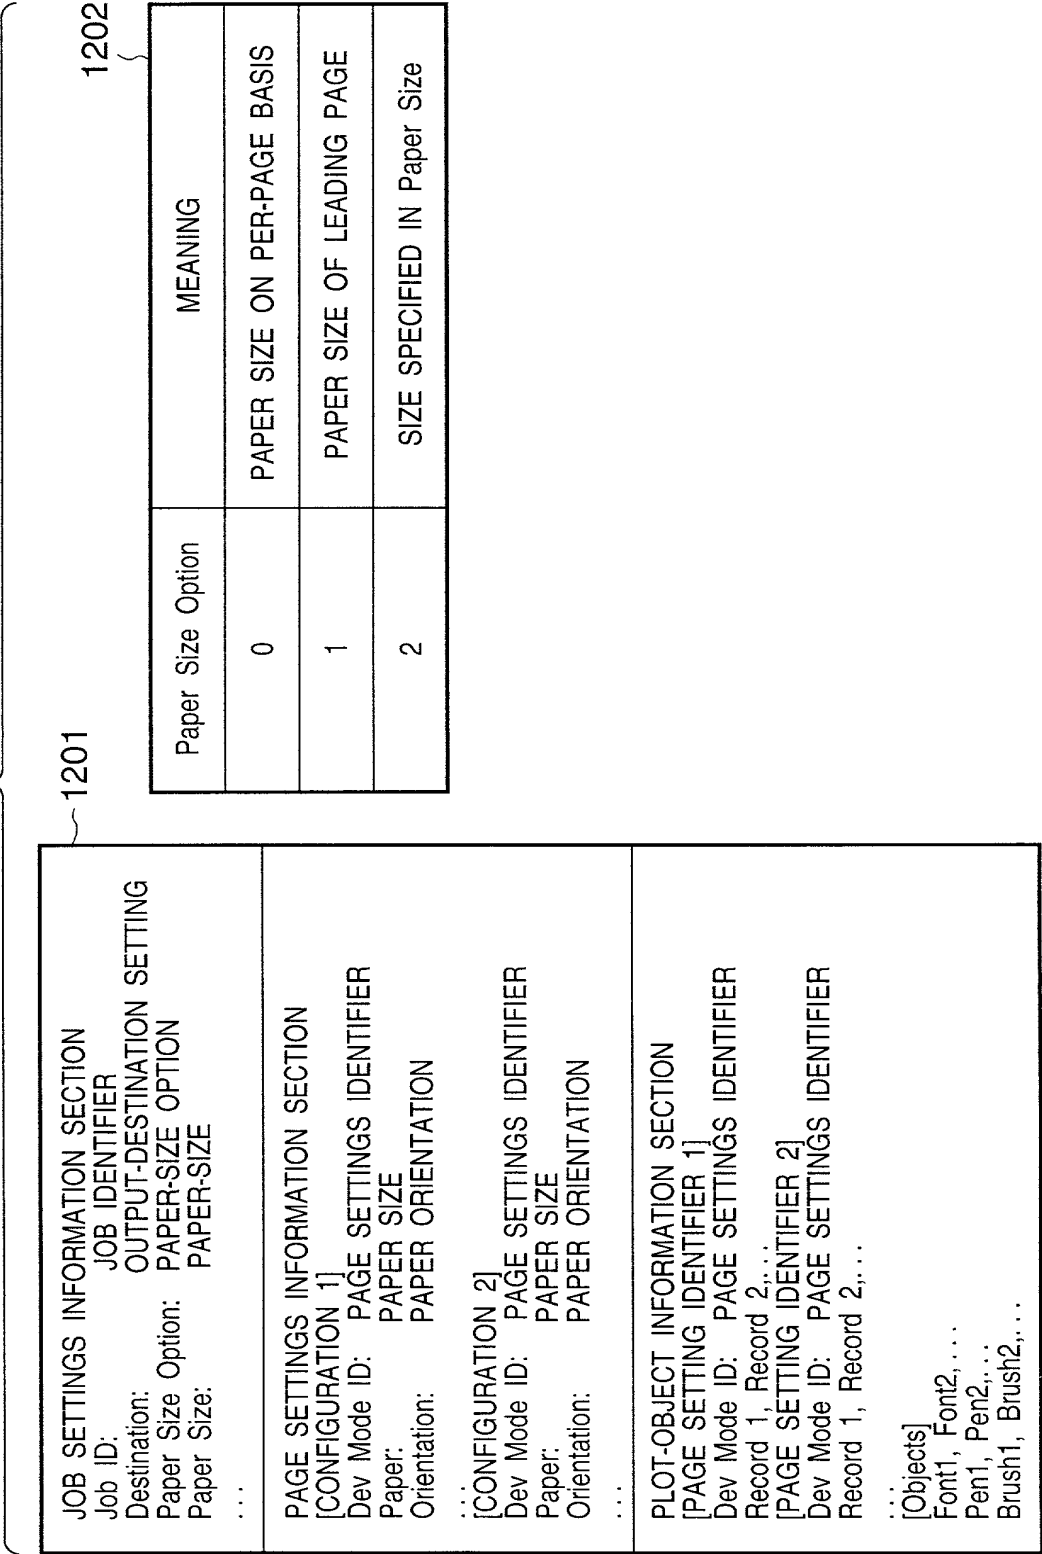 1201
JOB SETTINGS INFORMATION SECTION
Job ID: JOB IDENTIFIER
Destination: OUTPUT-DESTINATION SETTING
Paper Size Option: PAPER-SIZE OPTION
Paper Size: PAPER-SIZE
...
PAGE SETTINGS INFORMATION SECTION
[CONFIGURATION 1]
Dev Mode ID: PAGE SETTINGS IDENTIFIER
Paper: PAPER SIZE
Orientation: PAPER ORIENTATION
...
[CONFIGURATION 2]
Dev Mode ID: PAGE SETTINGS IDENTIFIER
Paper: PAPER SIZE
Orientation: PAPER ORIENTATION
...
PLOT-OBJECT INFORMATION SECTION
[PAGE SETTING IDENTIFIER 1]
Dev Mode ID: PAGE SETTINGS IDENTIFIER
Record 1, Record 2,...
[PAGE SETTING IDENTIFIER 2]
Dev Mode ID: PAGE SETTINGS IDENTIFIER
Record 1, Record 2,...
...
[Objects]
Font1, Font2,...
Pen1, Pen2,...
Brush1, Brush2,...
1202
Paper Size Option MEANING
0 PAPER SIZE ON PER-PAGE BASIS
1 PAPER SIZE OF LEADING PAGE
2 SIZE SPECIFIED IN Paper Size